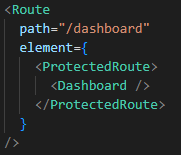 <Route
  path="/dashboard"
  element={
    <ProtectedRoute>
      <Dashboard />
    </ProtectedRoute>
  }
/>